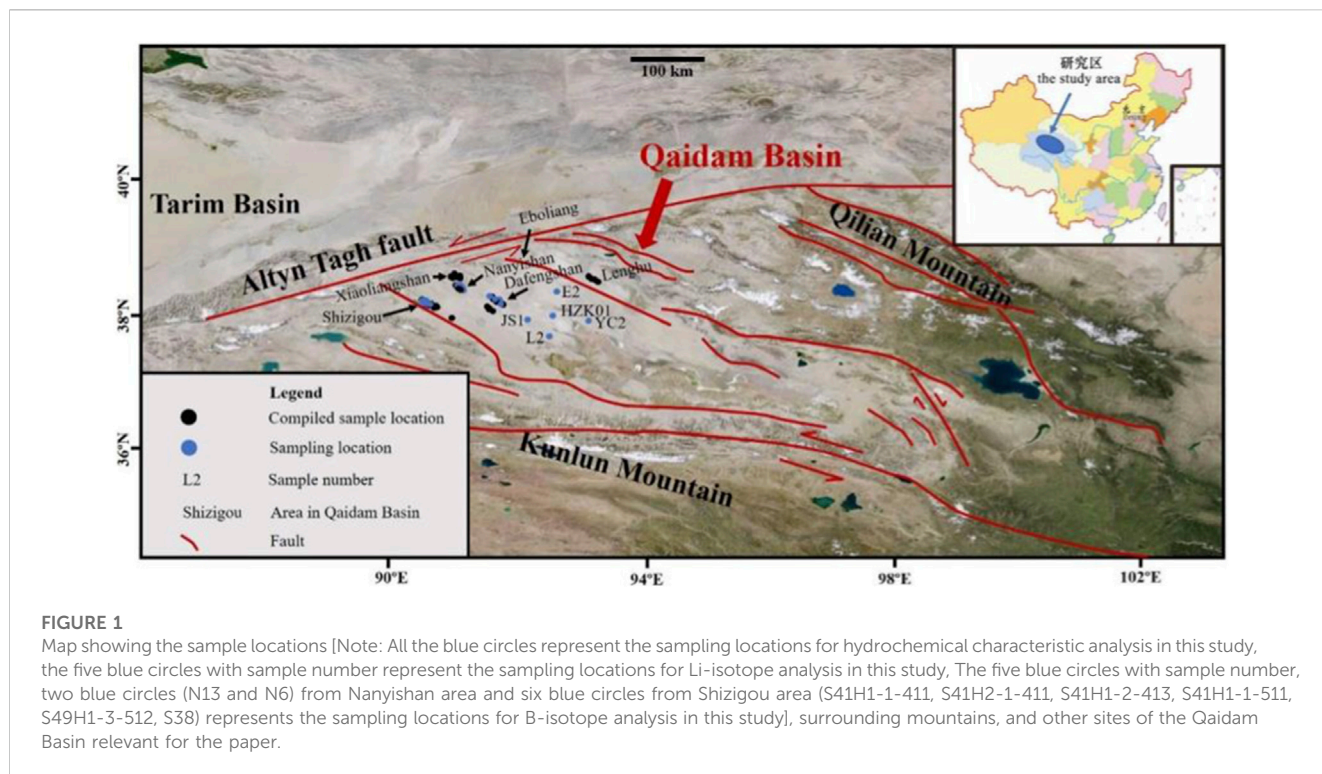 100 km
研究区
the study area
北京
Beijing
Qaidam Basin
40°N
Tarim Basin
Eboliang
Altyn Tagh fault
Qilian Mountain
Nanyishan
Xiaoliangshan
Dafengshan
Lenghu
E2
38°N
Shizigou
JS1
HZK01
YC2
L2
Legend
Compiled sample location
Sampling location
36°N
Kunlun Mountain
L2 Sample number
Shizigou Area in Qaidam Basin
Fault
90°E 94°E 98°E 102°E
FIGURE 1
Map showing the sample locations [Note: All the blue circles represent the sampling locations for hydrochemical characteristic analysis in this study,
the five blue circles with sample number represent the sampling locations for Li-isotope analysis in this study, The five blue circles with sample number,
two blue circles (N13 and N6) from Nanyishan area and six blue circles from Shizigou area (S41H1-1-411, S41H2-1-411, S41H1-2-413, S41H1-1-511,
S49H1-3-512, S38) represents the sampling locations for B-isotope analysis in this study], surrounding mountains, and other sites of the Qaidam
Basin relevant for the paper.